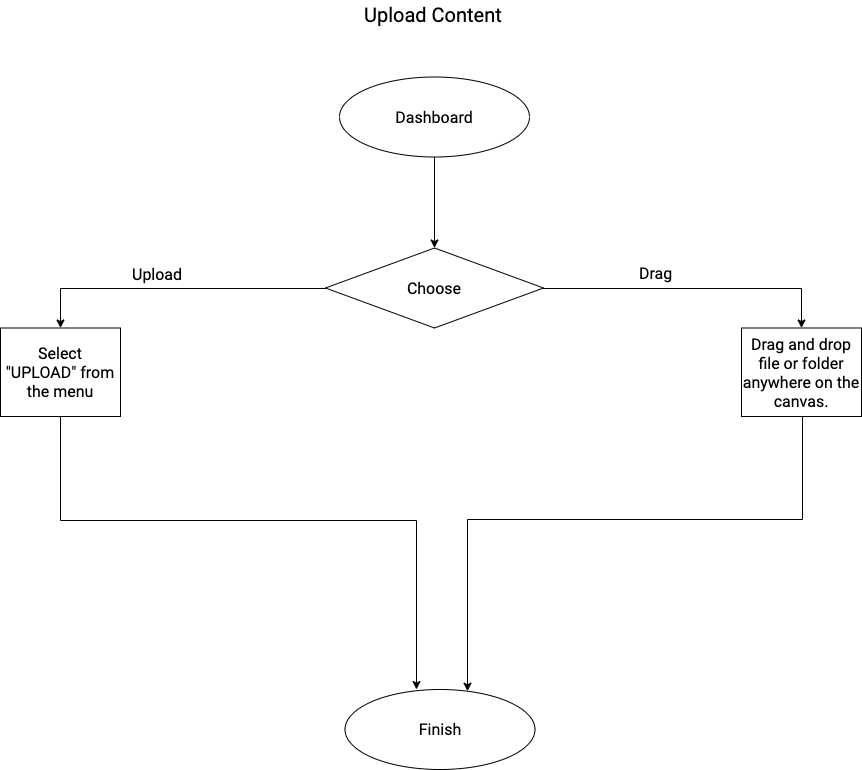 Upload Content
Dashboard
Upload
Choose
Drag
Select
"UPLOAD" from
the menu
Drag and drop
file or folder
anywhere on the
canvas.
Finish